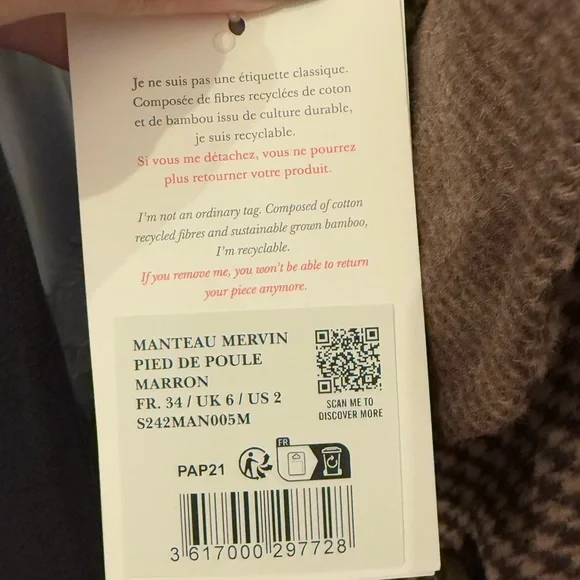 Je ne suis pas une étiquette classique.
Composée de fibres recyclées de coton
et de bambou issu de culture durable,
je suis recyclable.
Si vous me détachez, vous ne pourrez
plus retourner votre produit.
I'm not an ordinary tag. Composed of cotton
recycled fibres and sustainable grown bamboo,
I'm recyclable.
If you remove me, you won't be able to return
your piece anymore.
MANTEAU MERVIN
PIED DE POULE
MARRON
FR. 34 / UK 6 / US 2
S242MAN005M
SCAN ME TO
DISCOVER MORE
PAP21
FR
3 617000 297728